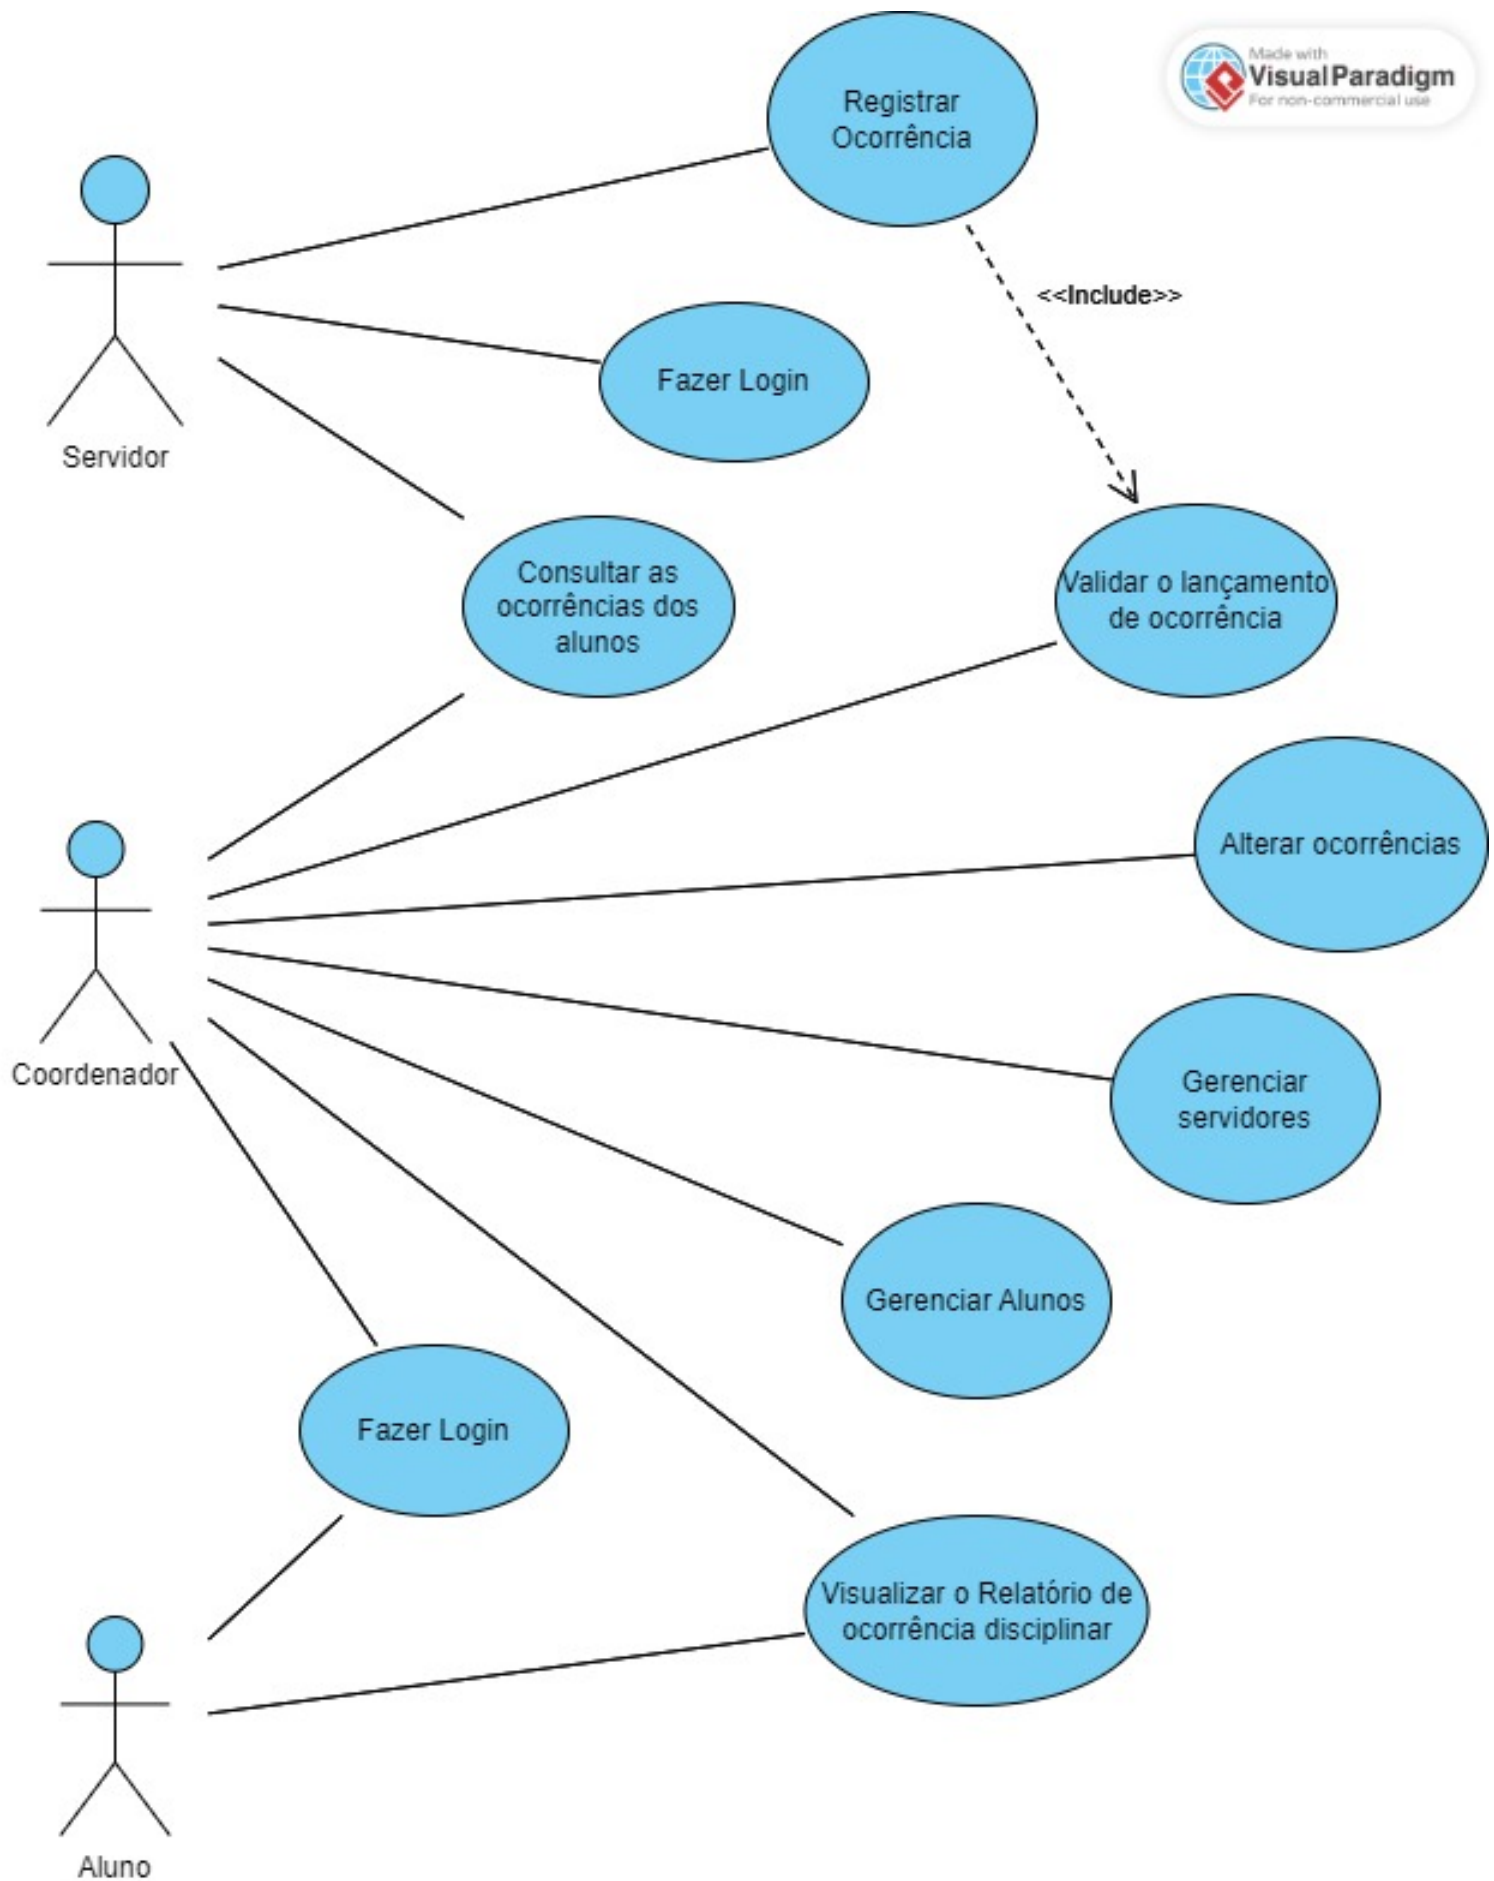 Made with
Visual Paradigm
For non-commercial use
Registrar
Ocorrência
<<Include>>
Fazer Login
Servidor
Consultar as
ocorrências dos
alunos
Validar o lançamento
de ocorrência
Alterar ocorrências
Coordenador
Gerenciar
servidores
Gerenciar Alunos
Fazer Login
Visualizar o Relatório de
ocorrência disciplinar
Aluno